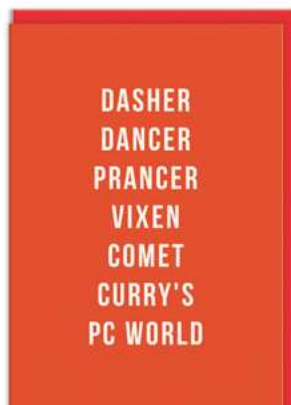 DASHER
DANCER
PRANCER
VIXEN
COMET
CURRY'S
PC WORLD